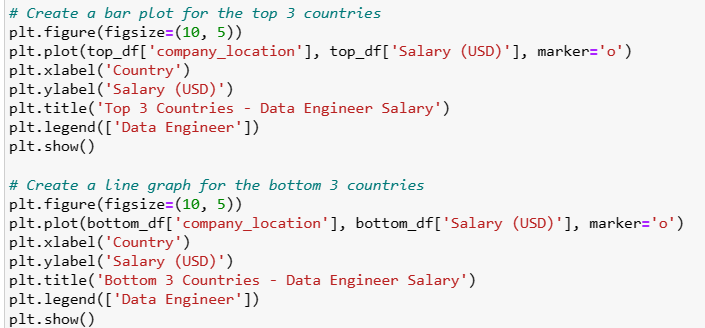 # Create a bar plot for the top 3 countries
plt.figure(figsize=(10, 5))
plt.plot(top_df['company_location'], top_df['Salary (USD)'], marker='o')
plt.xlabel('Country')
plt.ylabel('Salary (USD)')
plt.title('Top 3 Countries - Data Engineer Salary')
plt.legend(['Data Engineer'])
plt.show()

# Create a line graph for the bottom 3 countries
plt.figure(figsize=(10, 5))
plt.plot(bottom_df['company_location'], bottom_df['Salary (USD)'], marker='o')
plt.xlabel('Country')
plt.ylabel('Salary (USD)')
plt.title('Bottom 3 Countries - Data Engineer Salary')
plt.legend(['Data Engineer'])
plt.show()